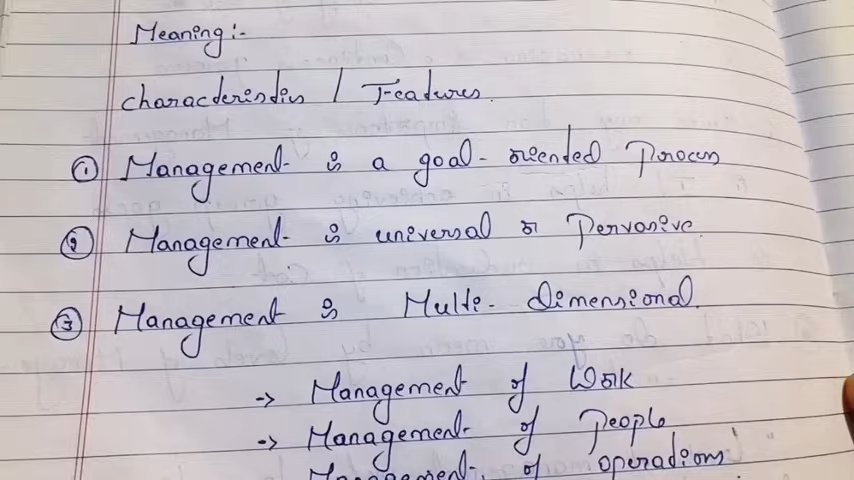 Meaning:-
Characteristics / Features.
① Management is a goal-oriented Process
② Management is universal or Pervasive.
③ Management is Multi-dimensional.
→ Management of Work
→ Management of People
Management of operations